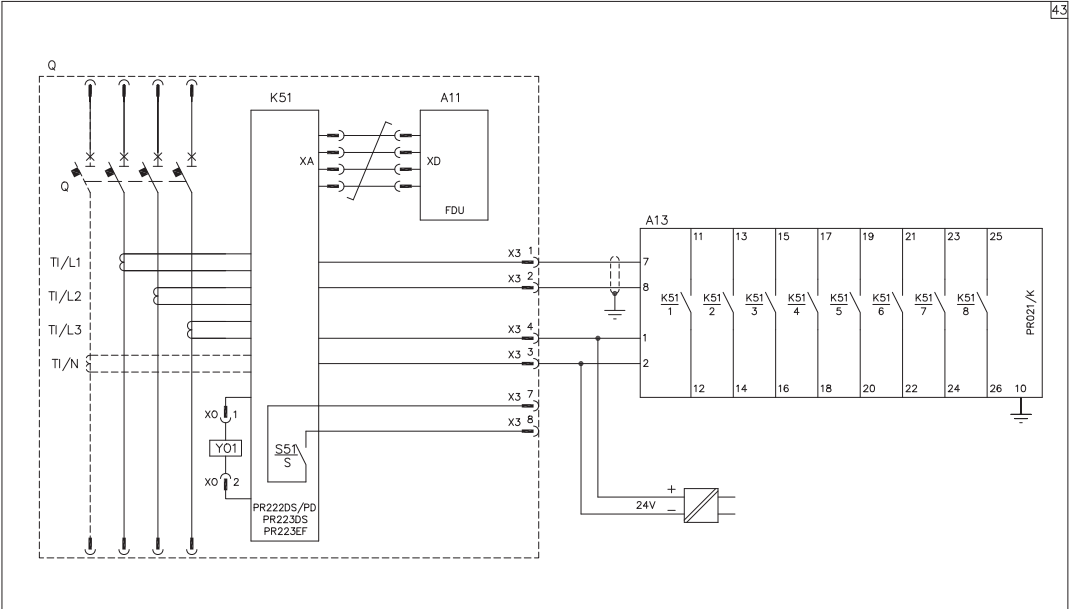 43
Q
K51
A11
XA
XD
FDU
Q
A13
TI/L1
TI/L2
TI/L3
TI/N
X3 1
X3 2
X3 4
X3 3
X3 7
X3 8
7
8
1
2
11 13 15 17 19 21 23 25
K51/1 K51/2 K51/3 K51/4 K51/5 K51/6 K51/7 K51/8
PR021/K
12 14 16 18 20 22 24 26 10
X0 1
Y01
X0 2
S51/S
PR222DS/PD
PR223DS
PR223EF
+
24V
−